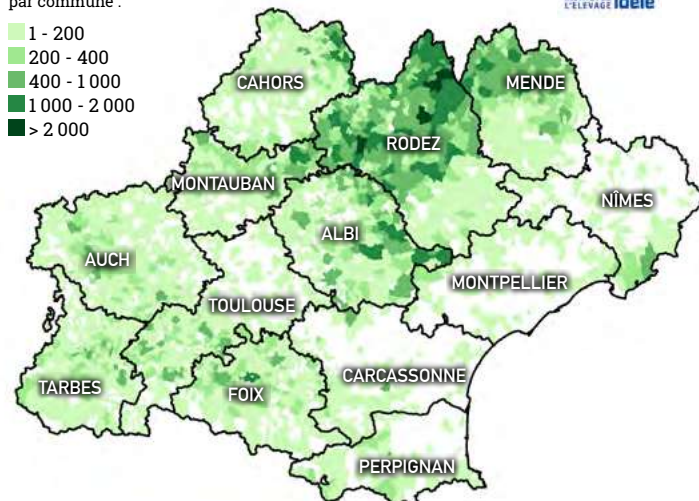 par commune :
L'ÉLEVAGE idele
1 - 200
200 - 400
400 - 1 000
1 000 - 2 000
> 2 000
CAHORS
MENDE
RODEZ
MONTAUBAN
NÎMES
ALBI
AUCH
MONTPELLIER
TOULOUSE
CARCASSONNE
TARBES
FOIX
PERPIGNAN